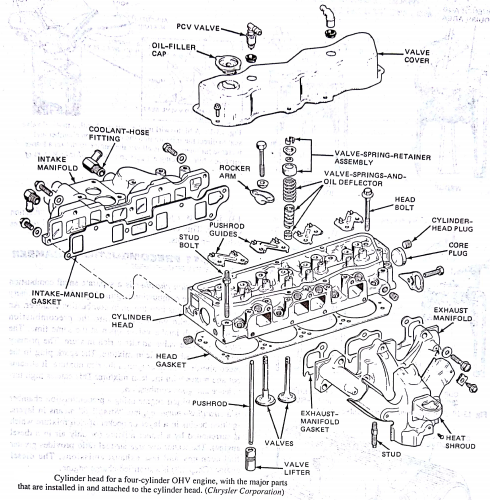 PCV VALVE
OIL-FILLER
CAP
VALVE
COVER
COOLANT-HOSE
FITTING
INTAKE
MANIFOLD
ROCKER
ARM
VALVE-SPRING-RETAINER
ASSEMBLY
VALVE-SPRINGS-AND-
OIL DEFLECTOR
HEAD
BOLT
PUSHROD
GUIDES
STUD
BOLT
CYLINDER-
HEAD PLUG
CORE
PLUG
INTAKE-MANIFOLD
GASKET
CYLINDER
HEAD
EXHAUST
MANIFOLD
HEAD
GASKET
PUSHROD
VALVES
EXHAUST-
MANIFOLD
GASKET
HEAT
SHROUD
STUD
VALVE
LIFTER
Cylinder head for a four-cylinder OHV engine, with the major parts
that are installed in and attached to the cylinder head. (Chrysler Corporation)